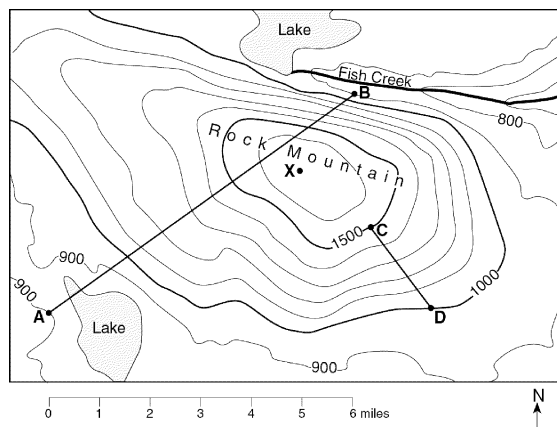 Lake
Fish Creek
B
800
Rock Mountain
X
C
1500
900
1000
900
A
Lake
D
900
N
0 1 2 3 4 5 6 miles